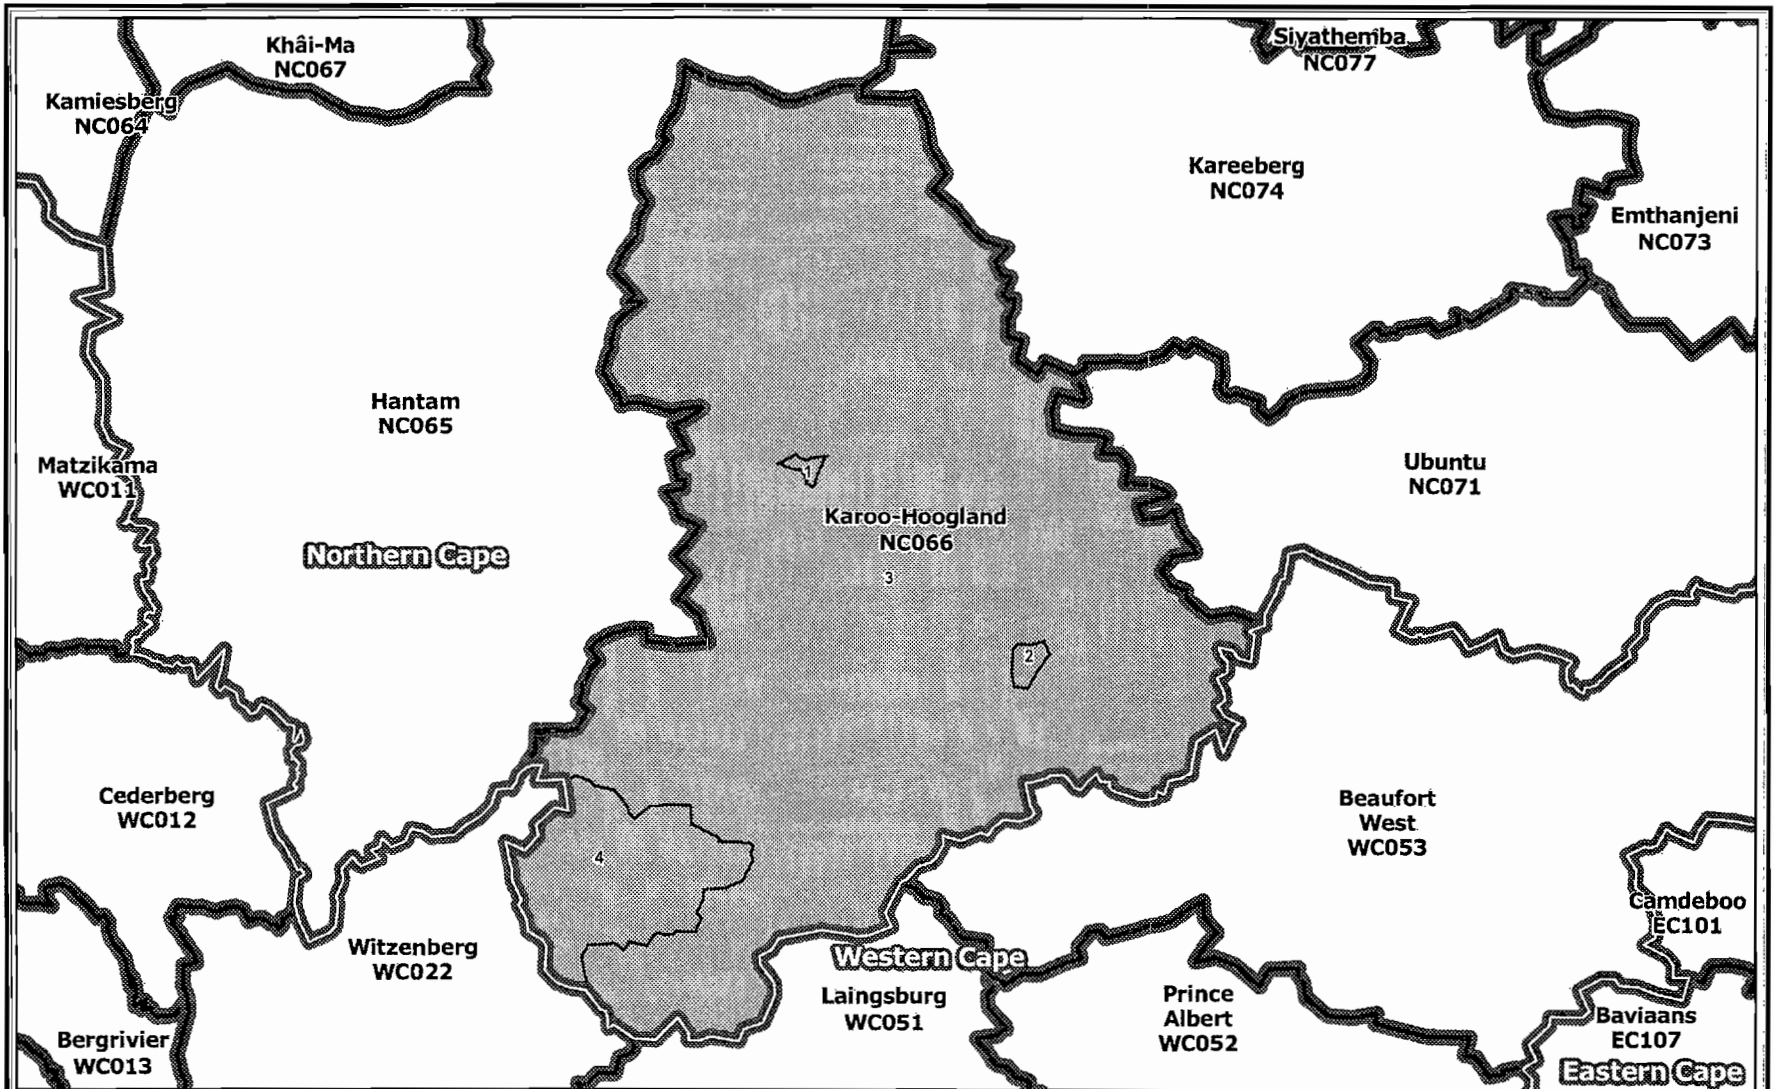 Khâi-Ma
NC067
Siyathemba
NC077
Kamiesberg
NC064
Kareeberg
NC074
Emthanjeni
NC073
Hantam
NC065
Matzikama
WC011
Ubuntu
NC071
1
Karoo-Hoogland
NC066
Northern Cape
3
2
Cederberg
WC012
Beaufort
West
WC053
4
Camdeboo
EC101
Witzenberg
WC022
Western Cape
Laingsburg
WC051
Prince
Albert
WC052
Baviaans
EC107
Bergrivier
WC013
Eastern Cape